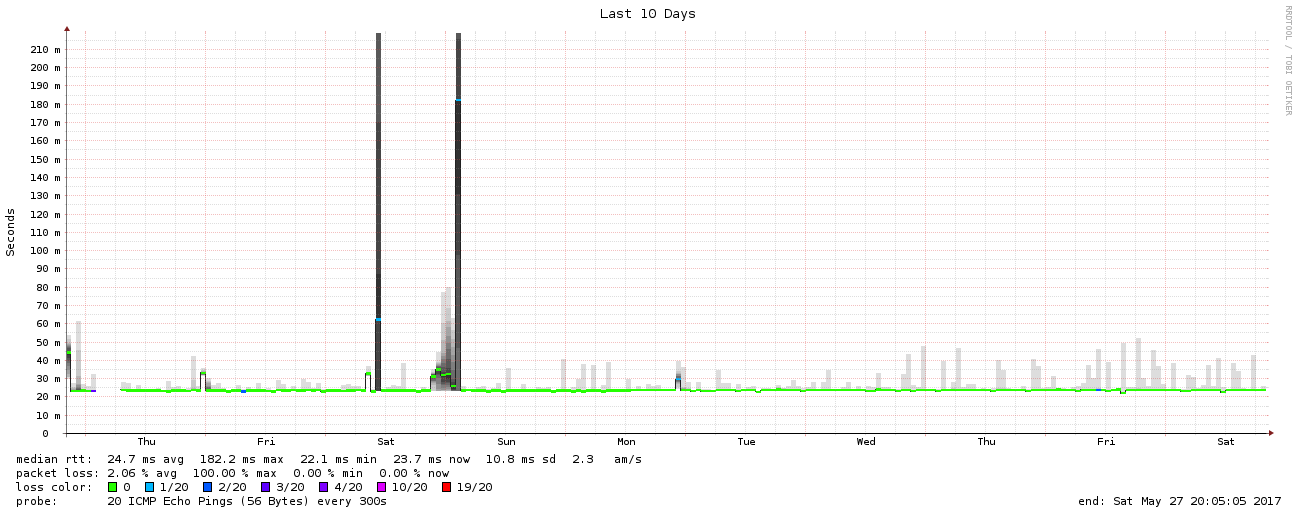 Last 10 Days
RRDTOOL / TOBI OETIKER
Seconds
210 m
200 m
190 m
180 m
170 m
160 m
150 m
140 m
130 m
120 m
110 m
100 m
90 m
80 m
70 m
60 m
50 m
40 m
30 m
20 m
10 m
0
Thu Fri Sat Sun Mon Tue Wed Thu Fri Sat
median rtt: 24.7 ms avg 182.2 ms max 22.1 ms min 23.7 ms now 10.8 ms sd 2.3 am/s
packet loss: 2.06 % avg 100.00 % max 0.00 % min 0.00 % now
loss color: 0 1/20 2/20 3/20 4/20 10/20 19/20
probe: 20 ICMP Echo Pings (56 Bytes) every 300s end: Sat May 27 20:05:05 2017